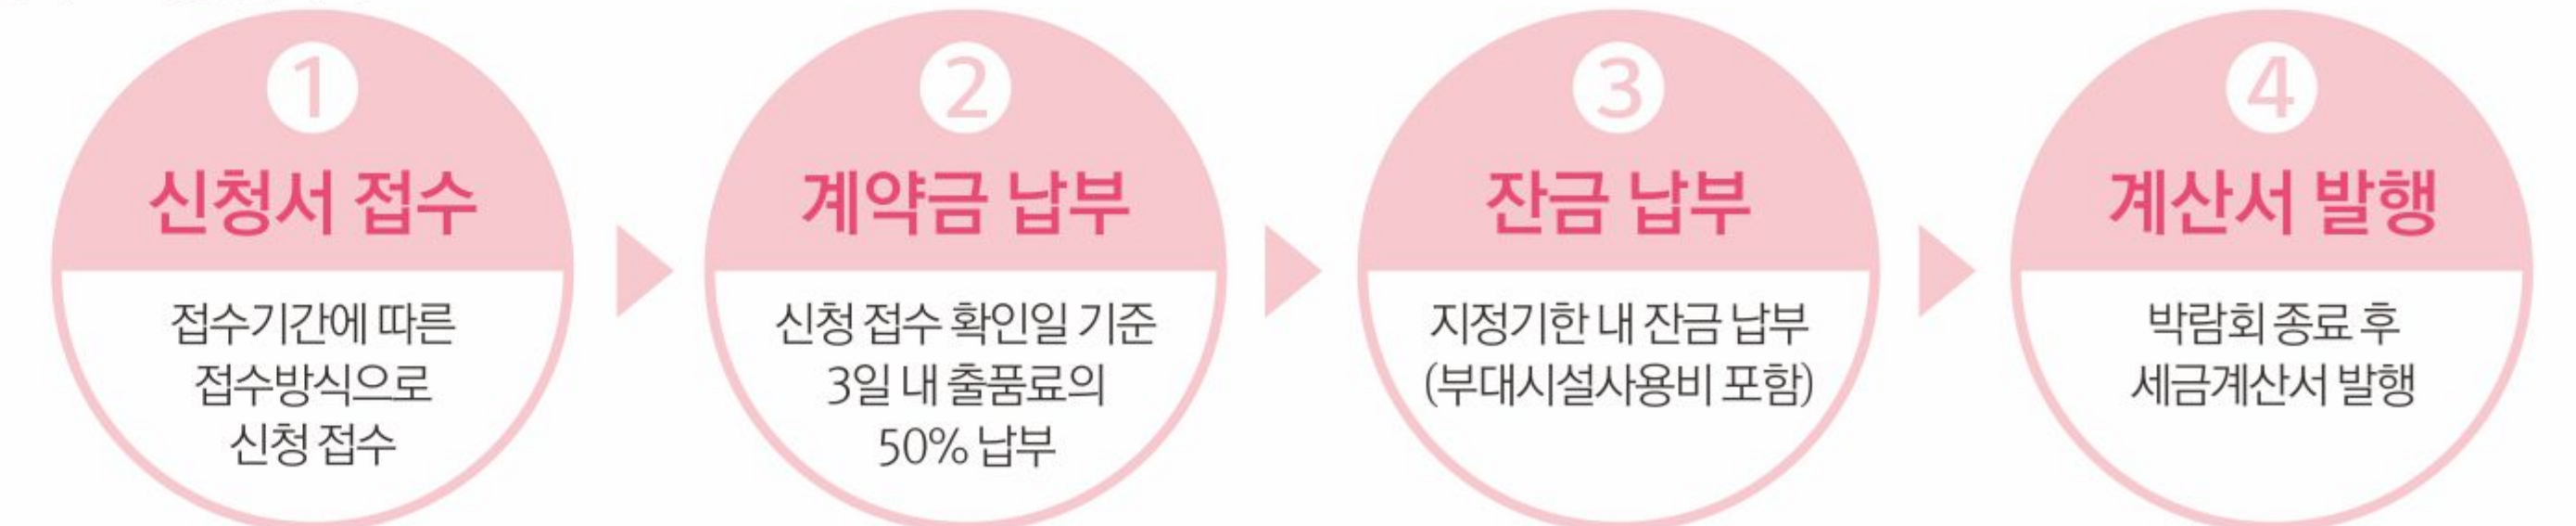 1
신청서 접수
접수기간에 따른
접수방식으로
신청 접수
2
계약금 납부
신청 접수 확인일 기준
3일 내 출품료의
50% 납부
3
잔금 납부
지정기한 내 잔금 납부
(부대시설사용비 포함)
4
계산서 발행
박람회 종료 후
세금계산서 발행